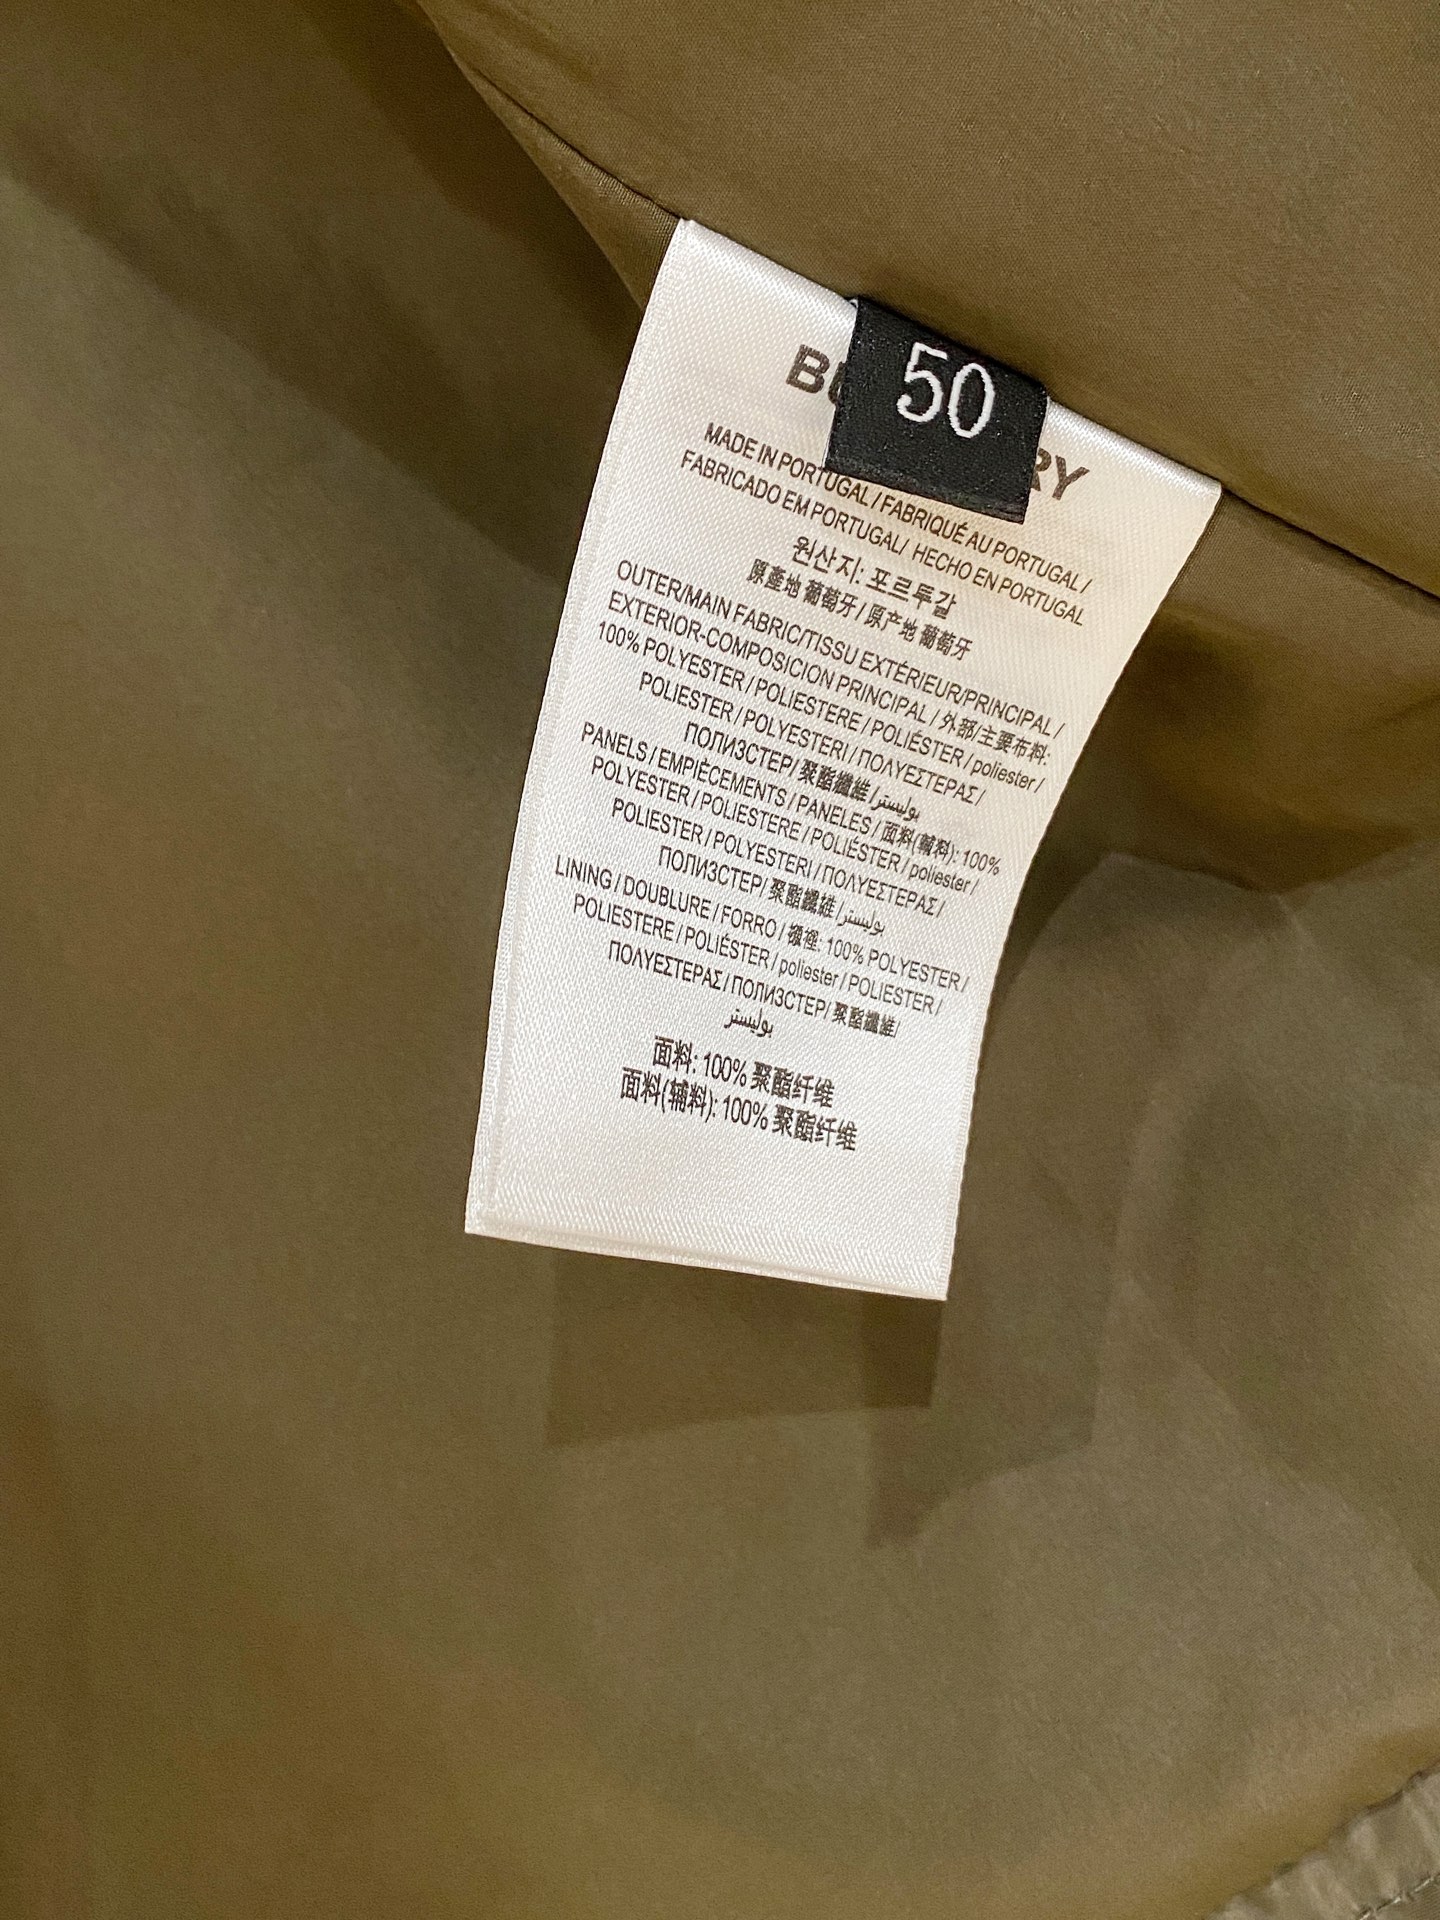 50
MADE IN PORTUGAL / FABRIQUÉ AU PORTUGAL /
FABRICADO EM PORTUGAL / HECHO EN PORTUGAL
원산지: 포르투갈
原產地 葡萄牙 / 原产地 葡萄牙
OUTER/MAIN FABRIC/TISSU EXTÉRIEUR/PRINCIPAL /
EXTERIOR-COMPOSICION PRINCIPAL / 外部/主要布料:
100% POLYESTER / POLIESTERE / POLIÉSTER / poliester /
POLIESTER / POLYESTERI / ΠΟΛΥΕΣΤΕΡΑΣ /
ПОЛИЭСТЕР/ 聚酯纖維 / بوليستر
PANELS / EMPIÈCEMENTS / PANELES / 面料(輔料): 100%
POLYESTER / POLIESTERE / POLIÉSTER / poliester /
POLIESTER / POLYESTERI / ΠΟΛΥΕΣΤΕΡΑΣ/
ПОЛИЭСТЕР/ 聚酯纖維 / بوليستر
LINING / DOUBLURE / FORRO / 襯裡: 100% POLYESTER /
POLIESTERE / POLIÉSTER / poliester / POLIESTER /
ΠΟΛΥΕΣΤΕΡΑΣ / ПОЛИЭСТЕР/ 聚酯纖維/
بوليستر
面料: 100% 聚酯纤维
面料(辅料): 100% 聚酯纤维